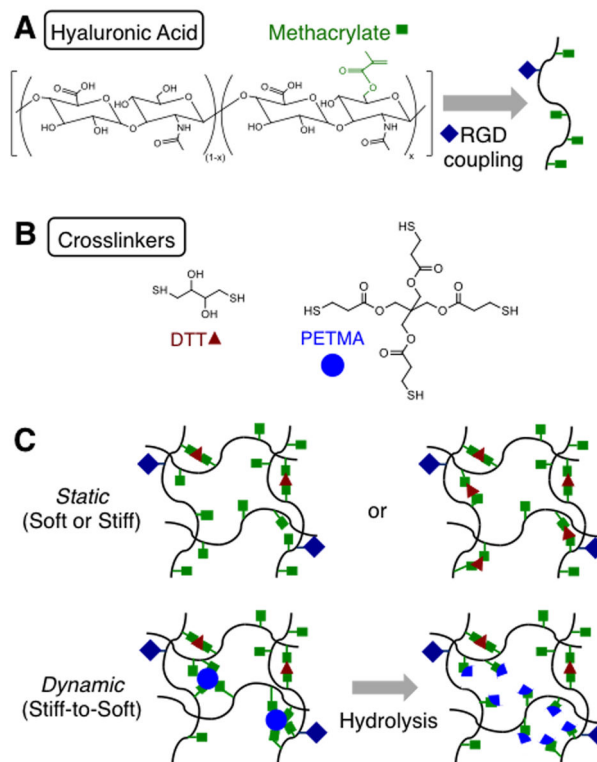 A Hyaluronic Acid Methacrylate
OH
O
OH
O
O
O
HO
OH
HO
O
O
NH
O
(1-x)
O
OH
O
O
HO
OH
HO
O
O
O
NH
O
x
RGD
coupling
B Crosslinkers
OH
SH
SH
OH
DTT
HS
O
O
HS
O
O
O
O
SH
O
O
SH
PETMA
C
Static
(Soft or Stiff)
or
Dynamic
(Stiff-to-Soft)
Hydrolysis